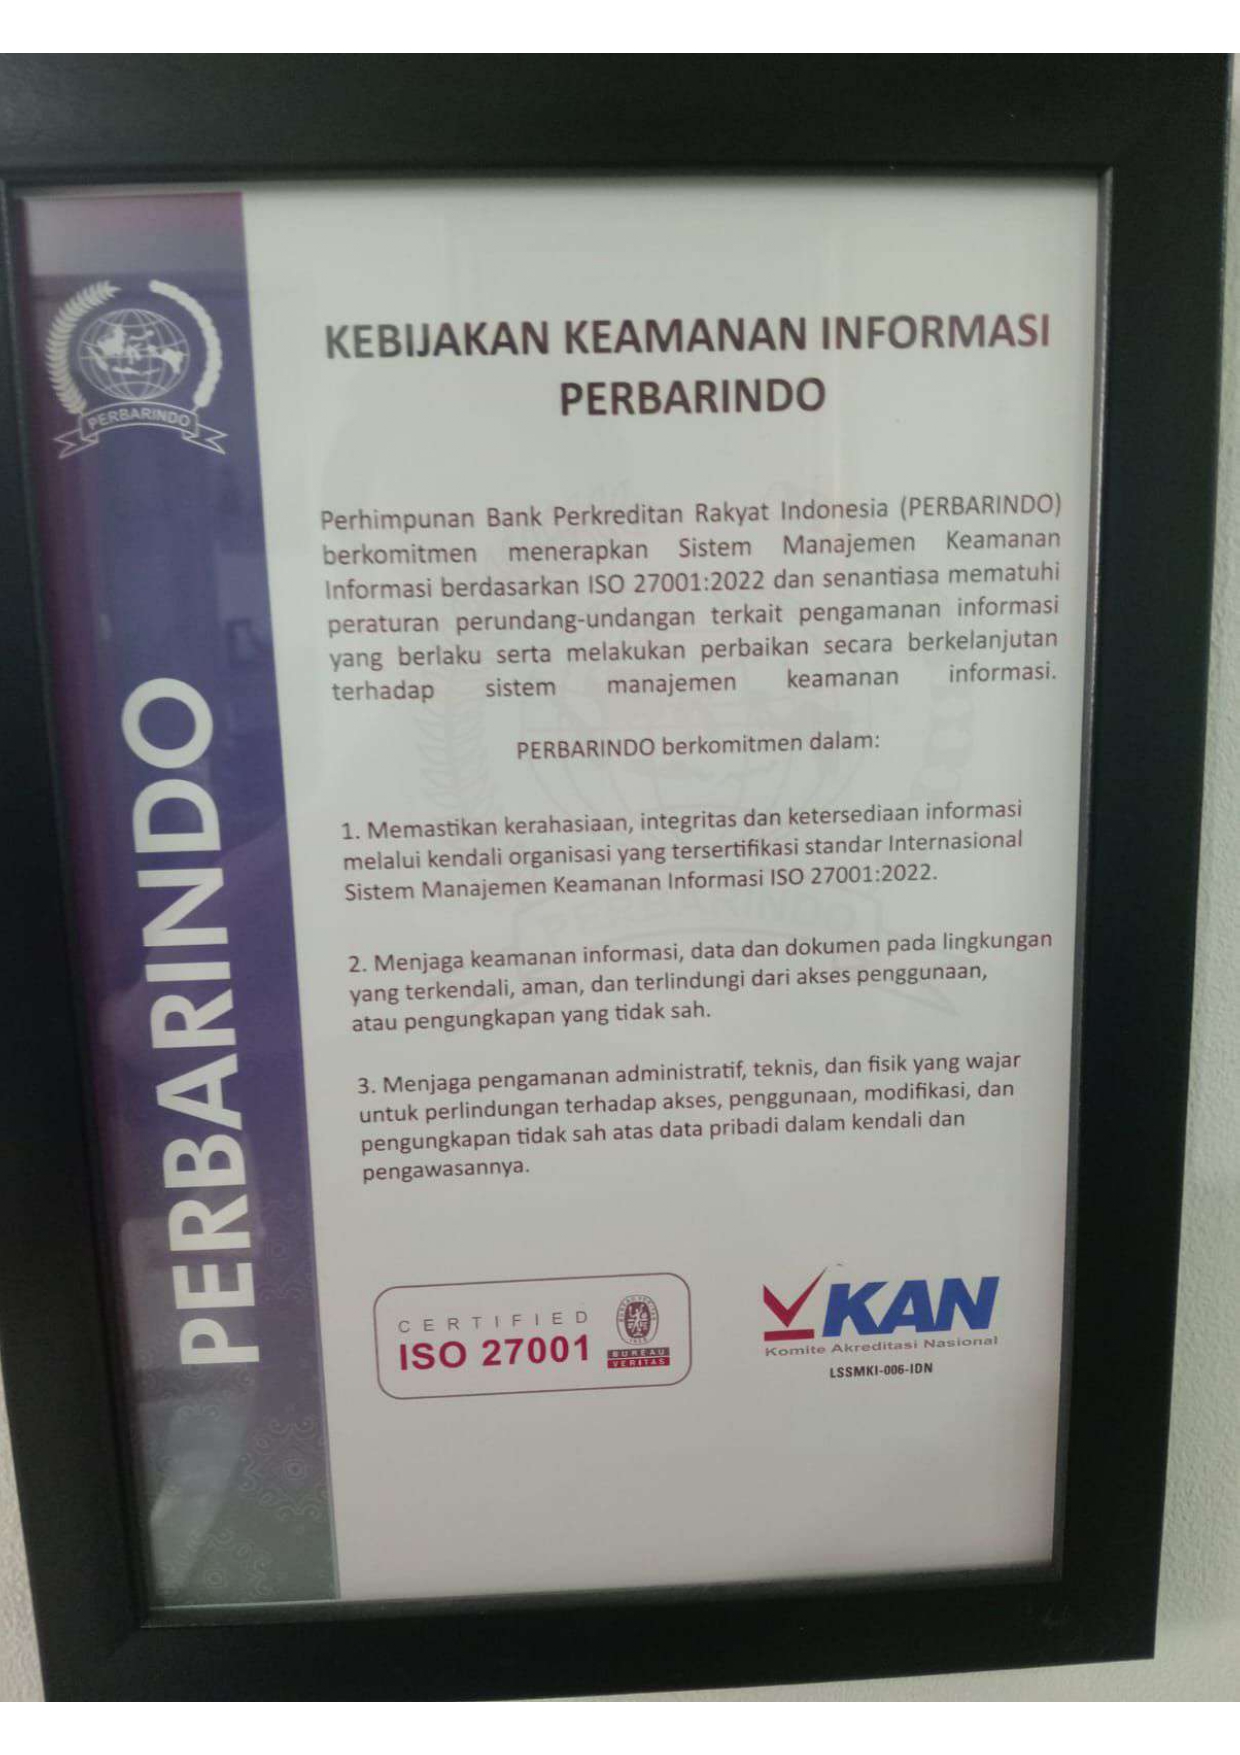 PERBARINDO
PERBARINDO
KEBIJAKAN KEAMANAN INFORMASI
PERBARINDO
Perhimpunan Bank Perkreditan Rakyat Indonesia (PERBARINDO)
berkomitmen menerapkan Sistem Manajemen Keamanan
Informasi berdasarkan ISO 27001:2022 dan senantiasa mematuhi
peraturan perundang-undangan terkait pengamanan informasi
yang berlaku serta melakukan perbaikan secara berkelanjutan
terhadap sistem manajemen keamanan informasi.
PERBARINDO berkomitmen dalam:
1. Memastikan kerahasiaan, integritas dan ketersediaan informasi
melalui kendali organisasi yang tersertifikasi standar Internasional
Sistem Manajemen Keamanan Informasi ISO 27001:2022.
PERBARINDO
2. Menjaga keamanan informasi, data dan dokumen pada lingkungan
yang terkendali, aman, dan terlindungi dari akses penggunaan,
atau pengungkapan yang tidak sah.
3. Menjaga pengamanan administratif, teknis, dan fisik yang wajar
untuk perlindungan terhadap akses, penggunaan, modifikasi, dan
pengungkapan tidak sah atas data pribadi dalam kendali dan
pengawasannya.
CERTIFIED
ISO 27001
BUREAU
VERITAS
KAN
Komite Akreditasi Nasional
LSSMKI-006-IDN